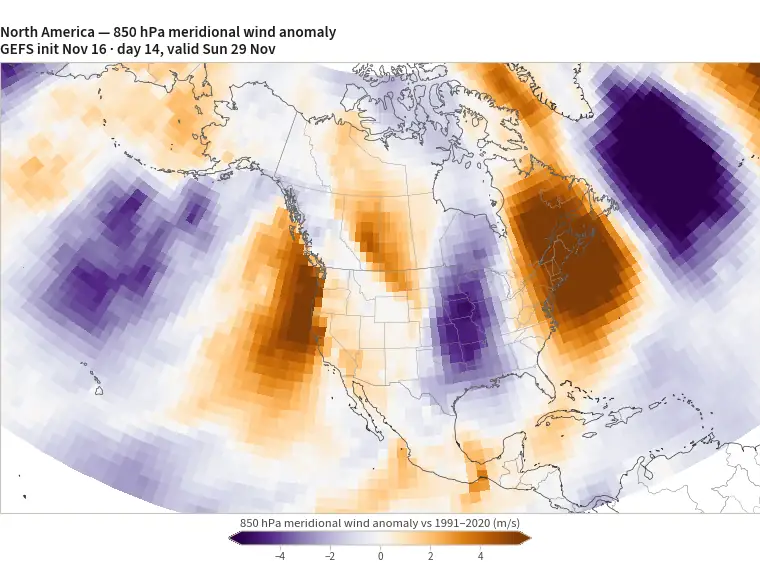 North America — 850 hPa meridional wind anomaly
GEFS init Nov 16 · day 14, valid Sun 29 Nov
850 hPa meridional wind anomaly vs 1991–2020 (m/s)
−4 −2 0 2 4